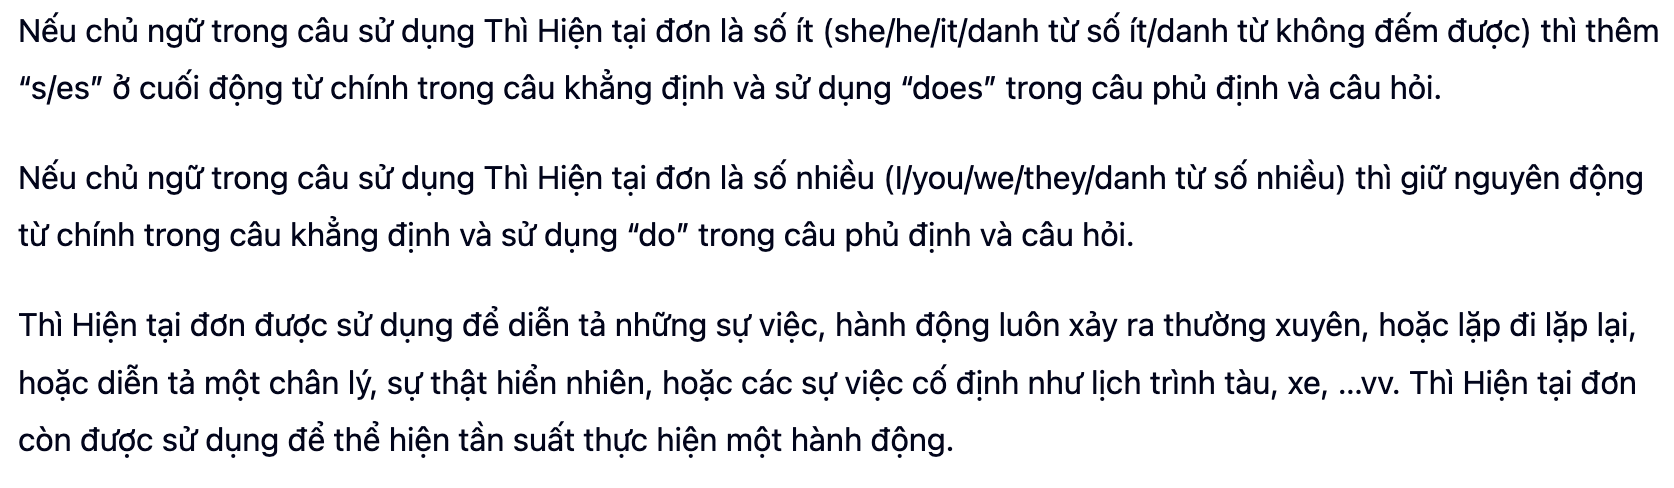 Nếu chủ ngữ trong câu sử dụng Thì Hiện tại đơn là số ít (she/he/it/danh từ số ít/danh từ không đếm được) thì thêm
“s/es” ở cuối động từ chính trong câu khẳng định và sử dụng “does” trong câu phủ định và câu hỏi.
Nếu chủ ngữ trong câu sử dụng Thì Hiện tại đơn là số nhiều (I/you/we/they/danh từ số nhiều) thì giữ nguyên động
từ chính trong câu khẳng định và sử dụng “do” trong câu phủ định và câu hỏi.
Thì Hiện tại đơn được sử dụng để diễn tả những sự việc, hành động luôn xảy ra thường xuyên, hoặc lặp đi lặp lại,
hoặc diễn tả một chân lý, sự thật hiển nhiên, hoặc các sự việc cố định như lịch trình tàu, xe, ...vv. Thì Hiện tại đơn
còn được sử dụng để thể hiện tần suất thực hiện một hành động.